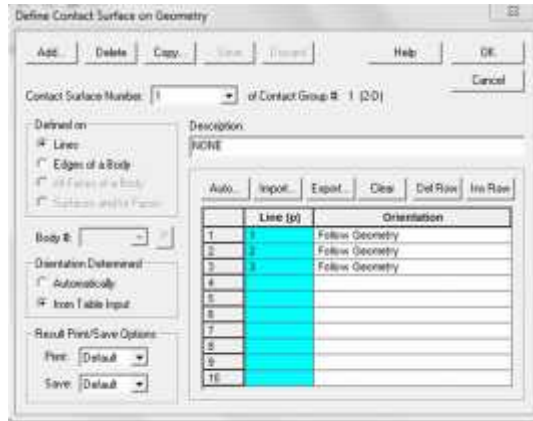 Define Contact Surface on Geometry
Add... Delete Copy... Save Discard Help OK
Cancel
Contact Surface Number: 1 of Contact Group #: 1 (2-D)
Defined on
Lines
Edges of a Body
All Faces of a Body
Surfaces and/or Faces
Description:
NONE
Auto... Import... Export... Clear Del Row Ins Row
Line {p} Orientation
1 1 Follow Geometry
2 2 Follow Geometry
3 3 Follow Geometry
4
5
6
7
8
9
10
Body #:
Orientation Determined
Automatically
from Table Input
Result Print/Save Options
Print: Default
Save: Default